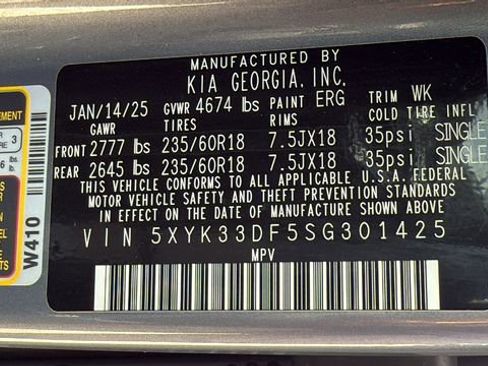 MANUFACTURED BY
KIA GEORGIA, INC.
JAN/14/25 GVWR 4674 lbs PAINT ERG TRIM WK
GAWR TIRES RIMS COLD TIRE INFL
FRONT 2777 lbs 235/60R18 7.5JX18 35psi SINGLE
REAR 2645 lbs 235/60R18 7.5JX18 35psi SINGLE
THIS VEHICLE CONFORMS TO ALL APPLICABLE U.S.A. FEDERAL
MOTOR VEHICLE SAFETY AND THEFT PREVENTION STANDARDS
IN EFFECT ON THE DATE OF MANUFACTURE SHOWN ABOVE.
VIN 5XYK33DF5SG301425
MPV
EMENT
3
W410